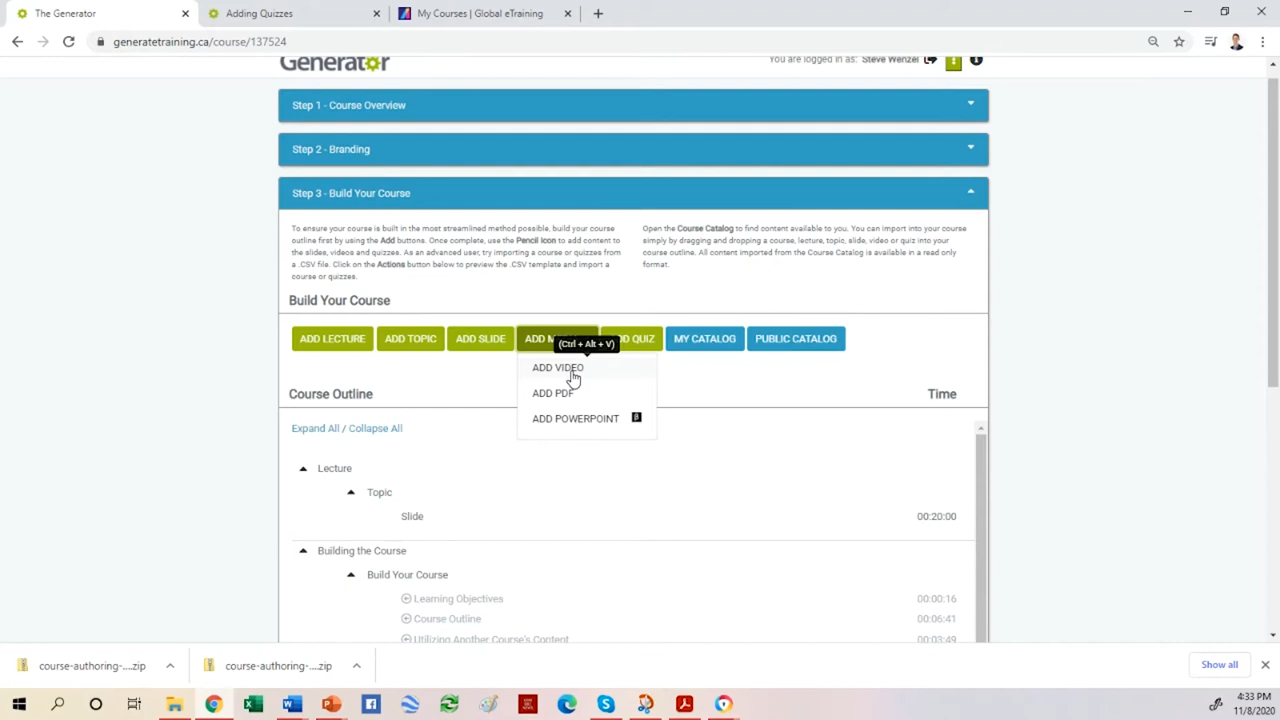 The Generator
Adding Quizzes
My Courses | Global eTraining
generatetraining.ca/course/137524
Generator
You are logged in as: Steve Wenzel
Step 1 - Course Overview
Step 2 - Branding
Step 3 - Build Your Course
To ensure your course is built in the most streamlined method possible, build your course
outline first by using the Add buttons. Once complete, use the Pencil Icon to add content to
the slides, videos and quizzes. As an advanced user, try importing a course or quizzes from
a .CSV file. Click on the Actions button below to preview the .CSV template and import a
course or quizzes.
Open the Course Catalog to find content available to you. You can import into your course
simply by dragging and dropping a course, lecture, topic, slide, video or quiz into your
course outline. All content imported from the Course Catalog is available in a read only
format.
Build Your Course
ADD LECTURE
ADD TOPIC
ADD SLIDE
ADD
QUIZ
MY CATALOG
PUBLIC CATALOG
(Ctrl + Alt + V)
ADD VIDEO
ADD PDF
ADD POWERPOINT
Course Outline
Time
Expand All / Collapse All
Lecture
Topic
Slide
00:20:00
Building the Course
Build Your Course
Learning Objectives
00:00:16
Course Outline
00:06:41
Utilizing Another Course's Content
00:03:49
course-authoring-....zip
course-authoring-....zip
Show all
4:33 PM
11/8/2020